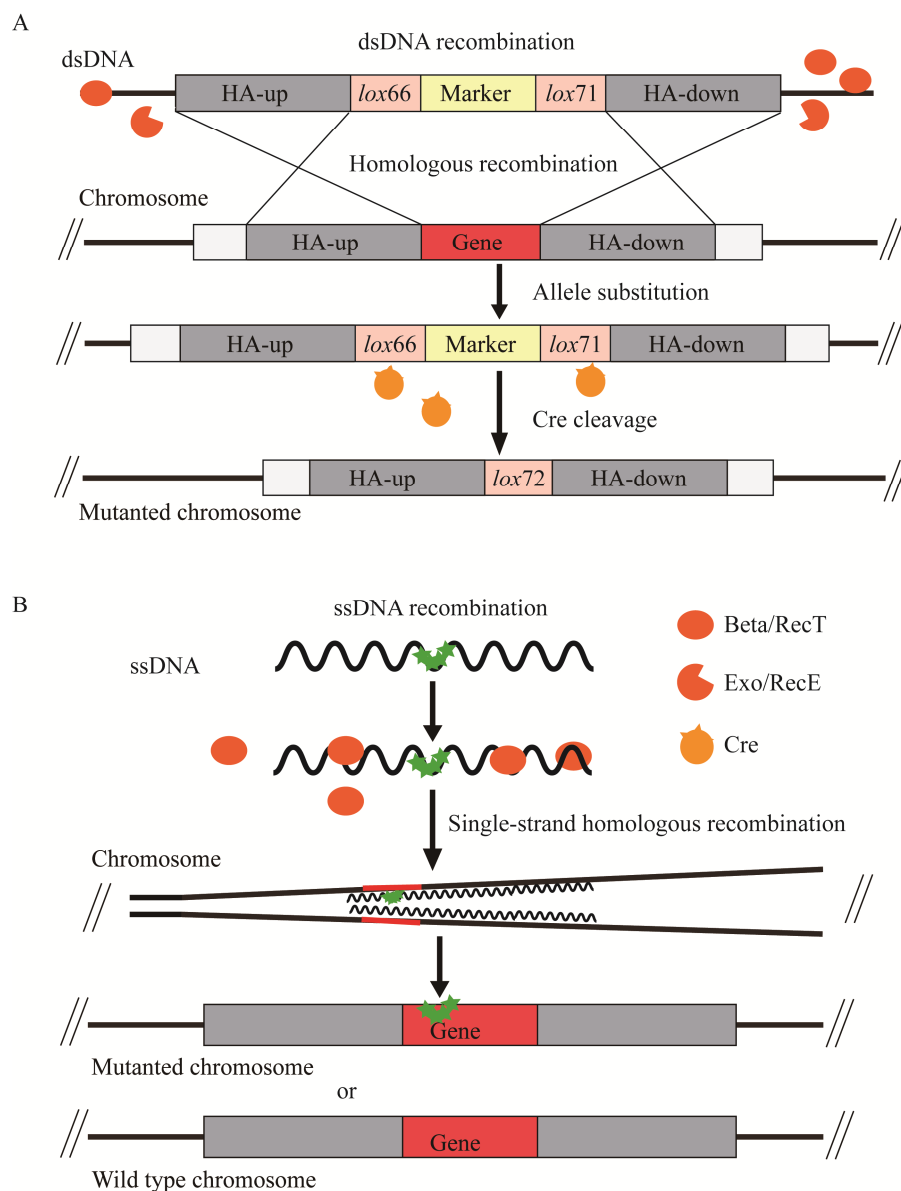 A
dsDNA recombination
dsDNA
HA-up lox66 Marker lox71 HA-down
Homologous recombination
Chromosome
HA-up Gene HA-down
Allele substitution
HA-up lox66 Marker lox71 HA-down
Cre cleavage
HA-up lox72 HA-down
Mutanted chromosome
B
ssDNA recombination
ssDNA
Beta/RecT
Exo/RecE
Cre
Single-strand homologous recombination
Chromosome
Gene
Mutanted chromosome
or
Gene
Wild type chromosome